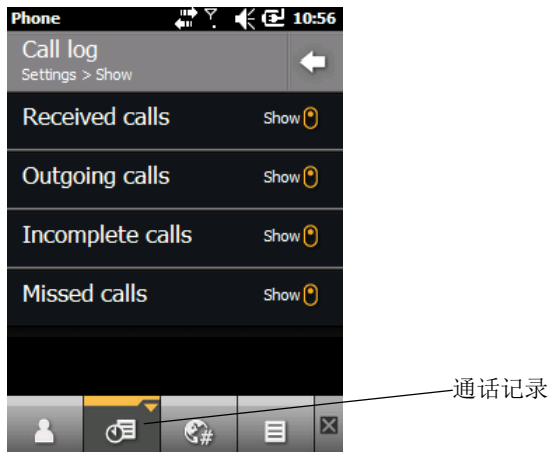 Phone 10:56
Call log
Settings > Show
Received calls Show
Outgoing calls Show
Incomplete calls Show
Missed calls Show
通话记录
#